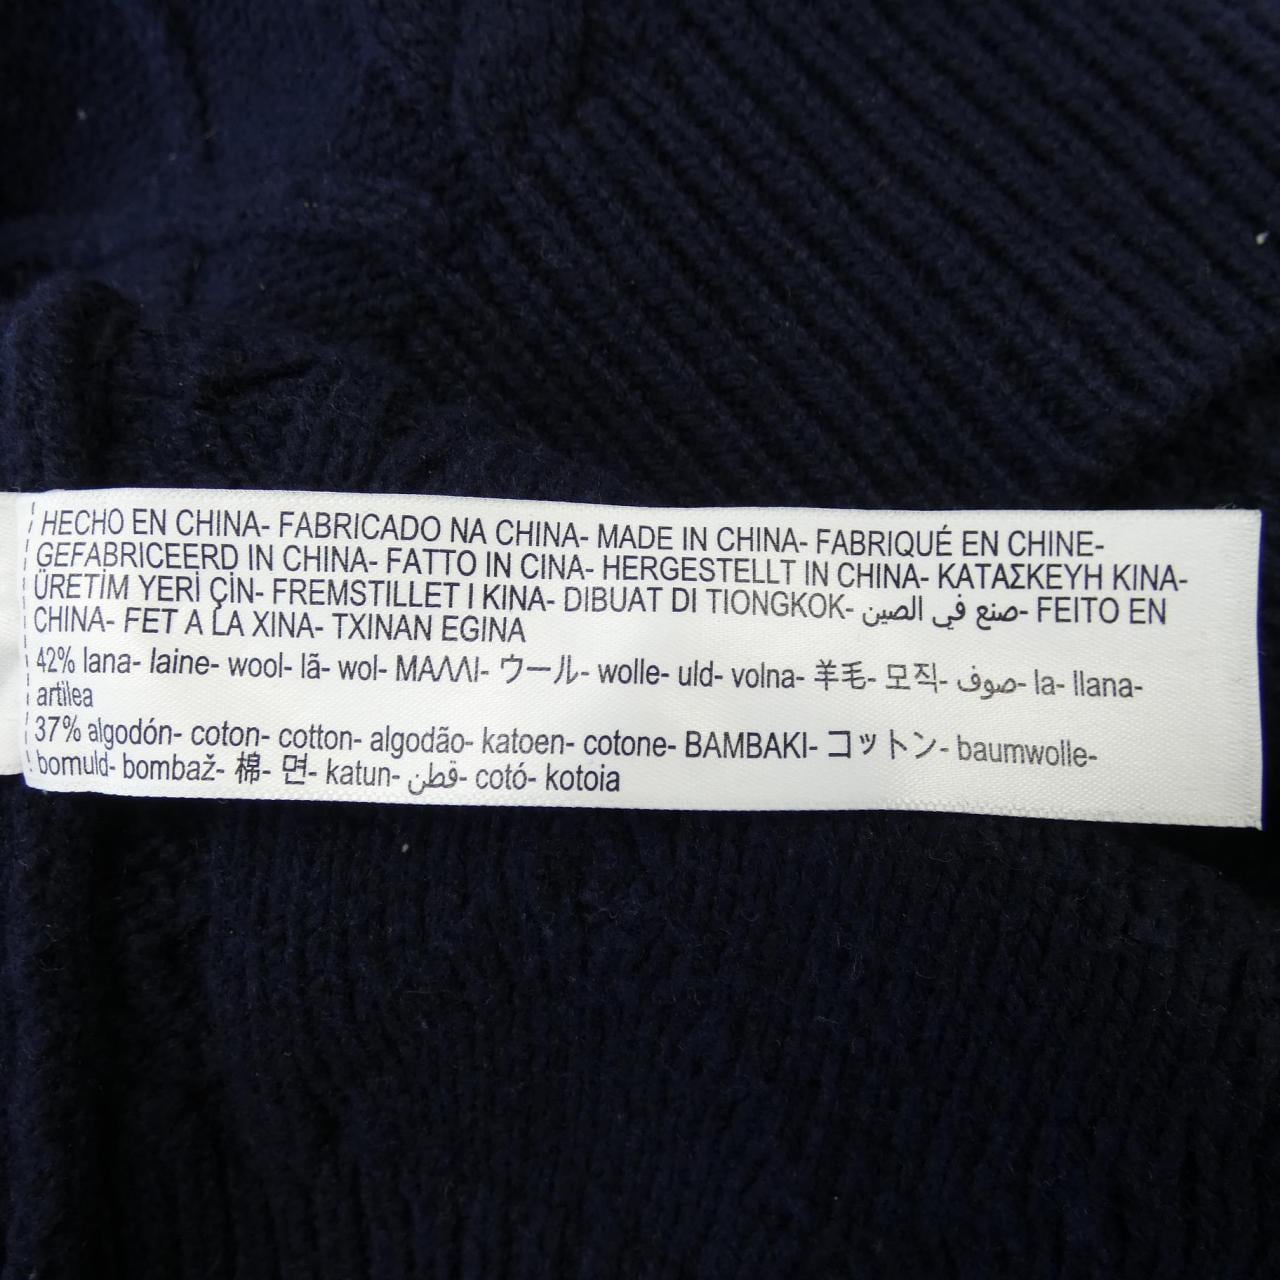 HECHO EN CHINA- FABRICADO NA CHINA- MADE IN CHINA- FABRIQUÉ EN CHINE-
GEFABRICEERD IN CHINA- FATTO IN CINA- HERGESTELLT IN CHINA- ΚΑΤΑΣΚΕΥΗ ΚΙΝΑ-
ÜRETİM YERİ ÇİN- FREMSTILLET I KINA- DIBUAT DI TIONGKOK- صنع في الصين- FEITO EN
CHINA- FET A LA XINA- TXINAN EGINA
42% lana- laine- wool- lã- wol- ΜΑΛΛΙ- ウール- wolle- uld- volna- 羊毛- 모직- صوف- la- llana-
artilea
37% algodón- coton- cotton- algodão- katoen- cotone- BAMBAKI- コットン- baumwolle-
bomuld- bombaž- 棉- 면- katun- قطن- cotó- kotoia